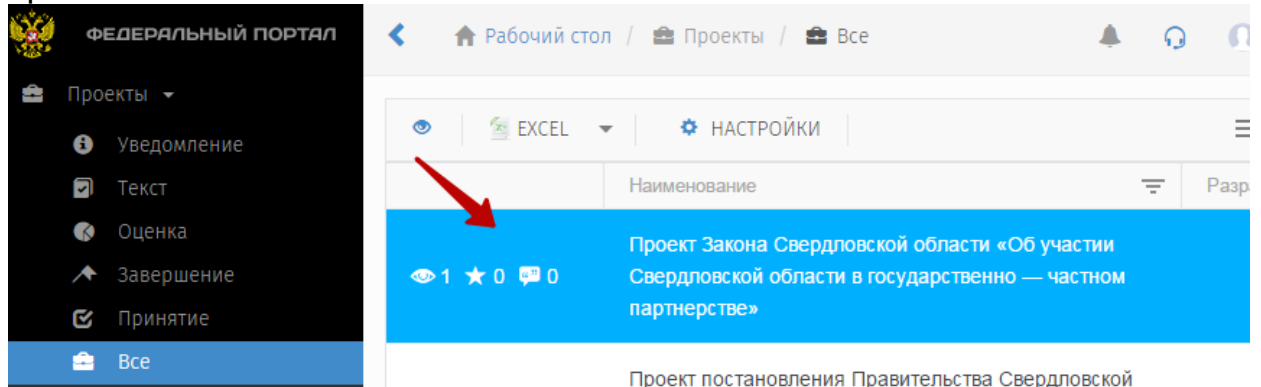 ФЕДЕРАЛЬНЫЙ ПОРТАЛ
Рабочий стол / Проекты / Все
Проекты
Уведомление
Текст
Оценка
Завершение
Принятие
Все
EXCEL
НАСТРОЙКИ
Наименование
Разр
1 0 0
Проект Закона Свердловской области «Об участии
Свердловской области в государственно — частном
партнерстве»
Проект постановления Правительства Свердловской